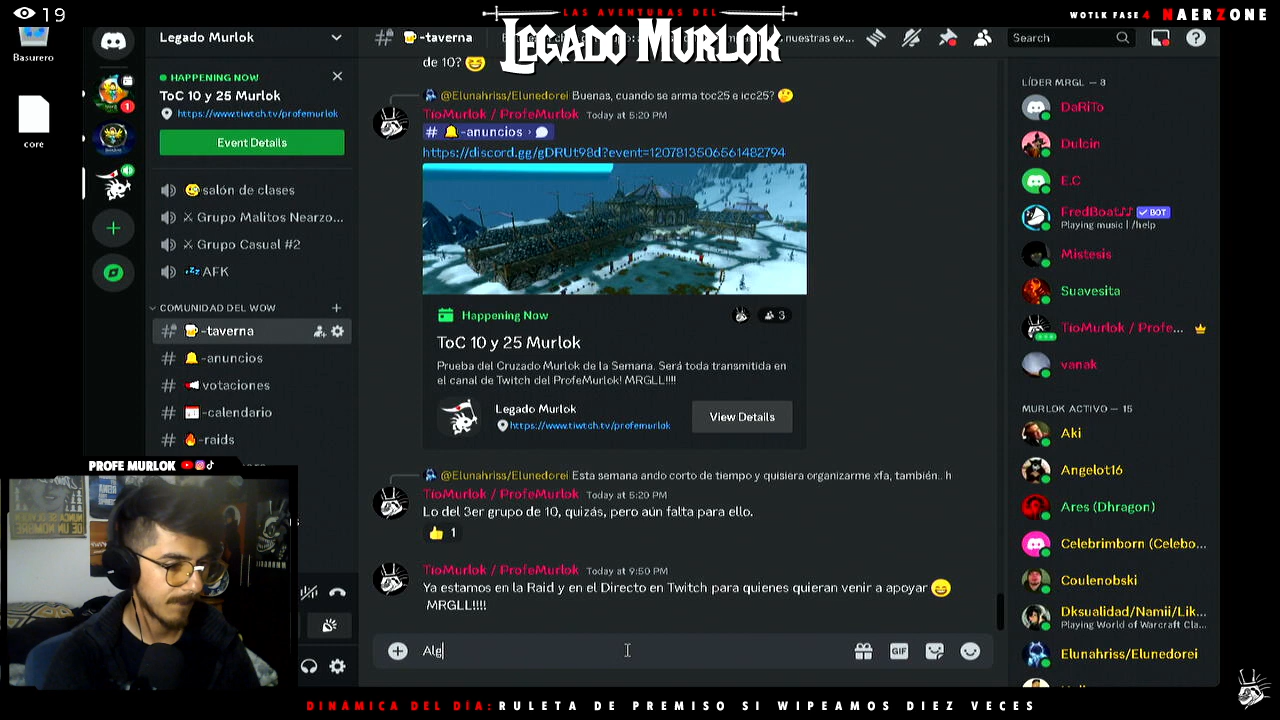 19
LAS AVENTURAS DEL
LEGADO MURLOK
WOTLK FASE 4 NAERZONE
Basurero
core
Legado Murlok
HAPPENING NOW
ToC 10 y 25 Murlok
https://www.tiwtch.tv/profemurlok
Event Details
salón de clases
Grupo Malitos Nearzo...
Grupo Casual #2
AFK
COMUNIDAD DEL WOW
-taverna
-anuncios
votaciones
-calendario
-raids
1
-taverna
nuestras ex...
Search
de 10?
@Elunahriss/Elunedorei Buenas, cuando se arma toc25 e icc25?
TioMurlok / ProfeMurlok Today at 5:20 PM
# -anuncios ›
https://discord.gg/gDRUt98d?event=1207813506561482794
Happening Now
3
ToC 10 y 25 Murlok
Prueba del Cruzado Murlok de la Semana. Será toda transmitida en
el canal de Twitch del ProfeMurlok! MRGLL!!!!
Legado Murlok
https://www.tiwtch.tv/profemurlok
View Details
@Elunahriss/Elunedorei Esta semana ando corto de tiempo y quisiera organizarme xfa, también.. h
TioMurlok / ProfeMurlok Today at 5:20 PM
Lo del 3er grupo de 10, quizás, pero aún falta para ello.
1
TioMurlok / ProfeMurlok Today at 9:50 PM
Ya estamos en la Raid y en el Directo en Twitch para quienes quieran venir a apoyar
MRGLL!!!!
Alg
GIF
LÍDER MRGL — 8
DaRiTo
Dulcin
E.C
FredBoat♪♪ BOT
Playing music | /help
Mistesis
Suavesita
TioMurlok / Profe...
vanak
MURLOK ACTIVO — 15
Aki
Angelot16
Ares (Dhragon)
Celebrimborn (Celebo...
Coulenobski
Dksualidad/Namii/Lik...
Playing World of Warcraft Cla...
Elunahriss/Elunedorei
PROFE MURLOK
DINAMICA DEL DIA: RULETA DE PREMISO SI WIPEAMOS DIEZ VECES